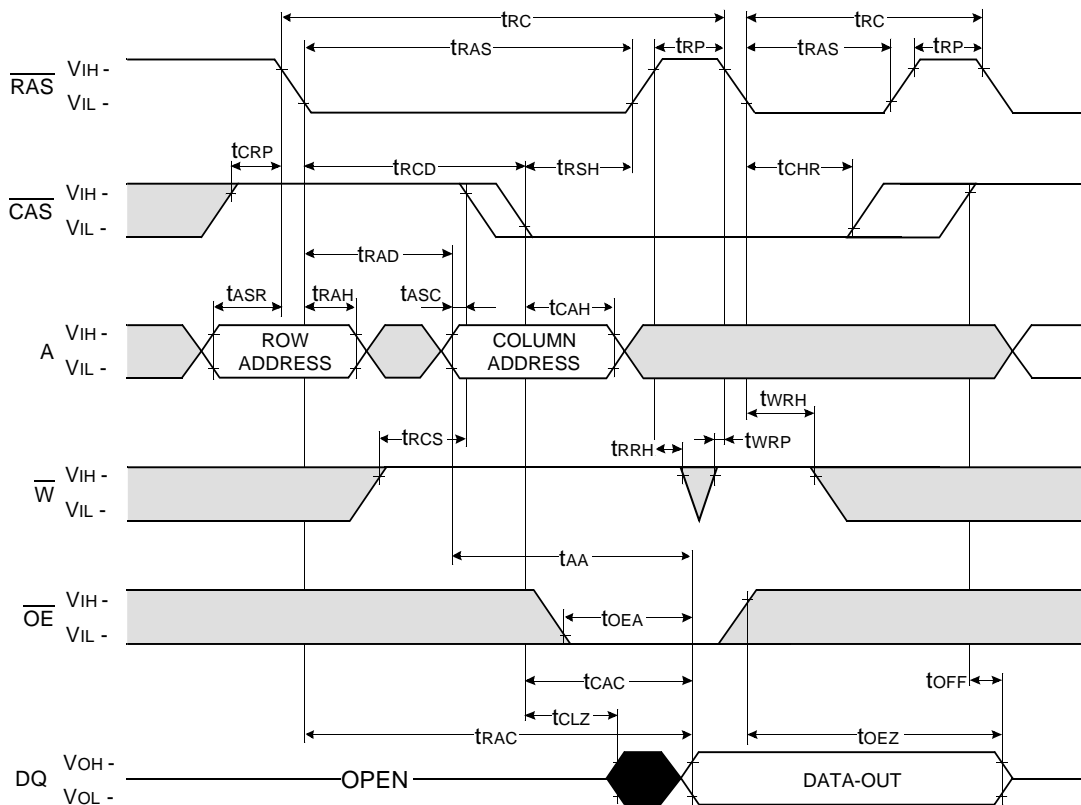 tRC tRC
tRAS tRP tRAS tRP
RAS VIH -
VIL -
tCRP tRCD tRSH tCHR
CAS VIH -
VIL -
tRAD
tASR tRAH tASC tCAH
A VIH -
VIL -
ROW
ADDRESS
COLUMN
ADDRESS
tWRH
tRCS tRRH tWRP
W VIH -
VIL -
tAA
OE VIH -
VIL -
tOEA
tCAC tOFF
tCLZ
tRAC tOEZ
DQ VOH -
VOL -
OPEN DATA-OUT